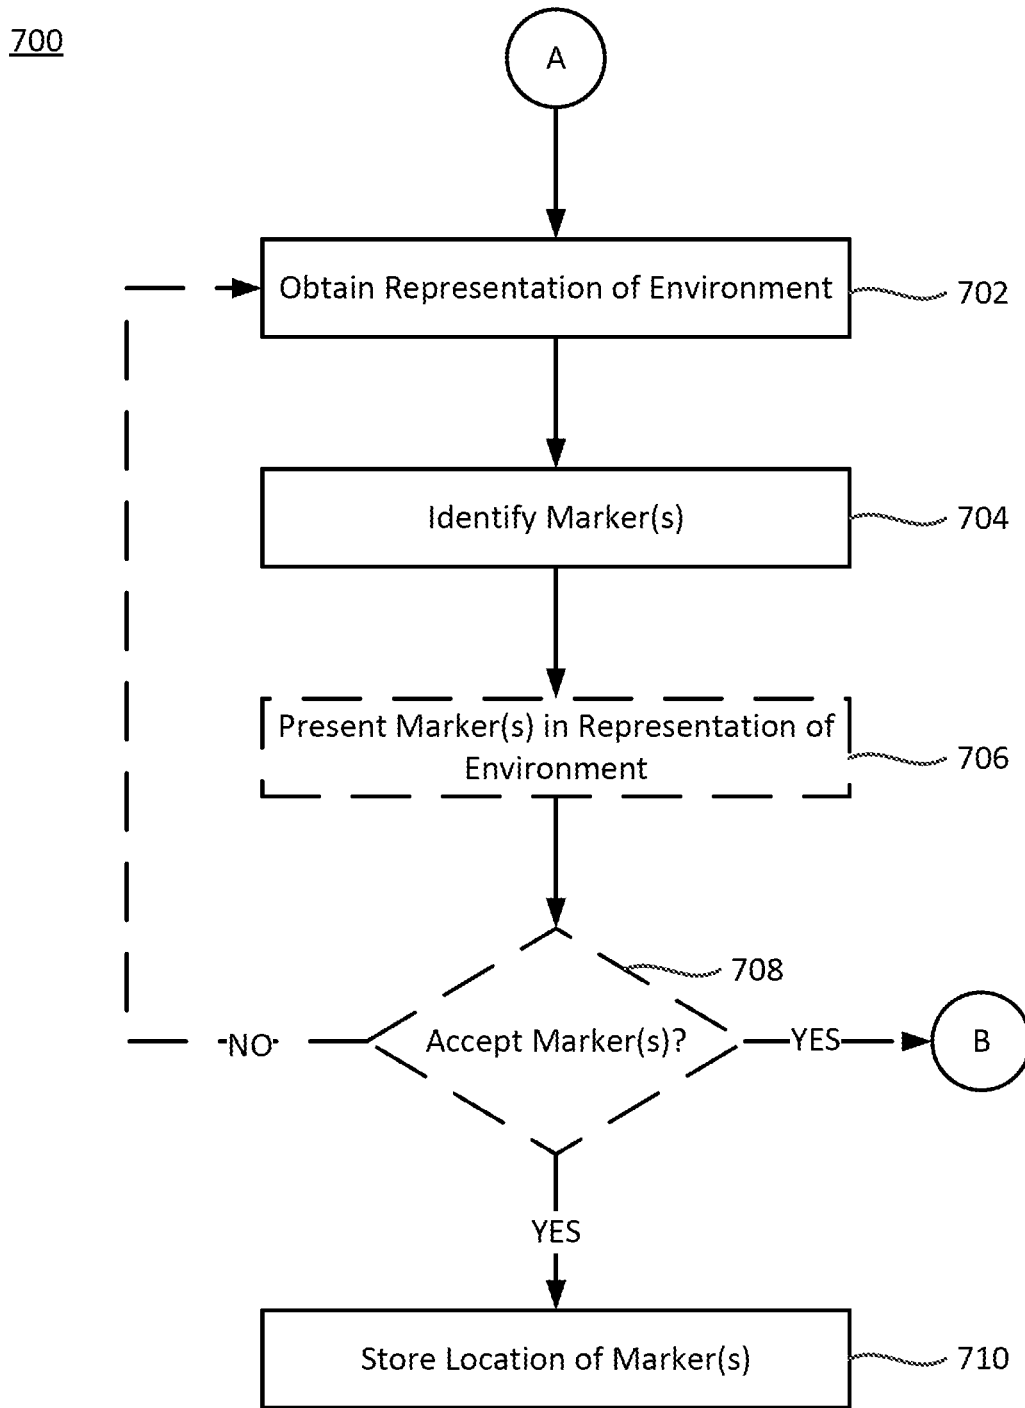 700
A
Obtain Representation of Environment
702
Identify Marker(s)
704
Present Marker(s) in Representation of
Environment
706
708
Accept Marker(s)?
NO
YES
B
YES
Store Location of Marker(s)
710